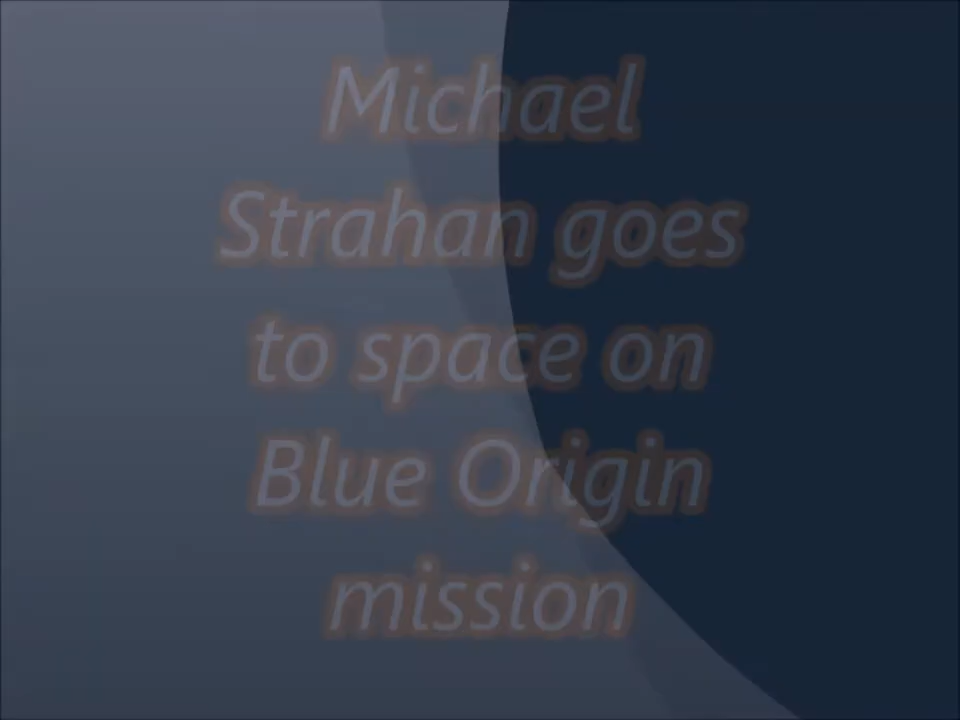 Michael
Strahan goes
to space on
Blue Origin
mission